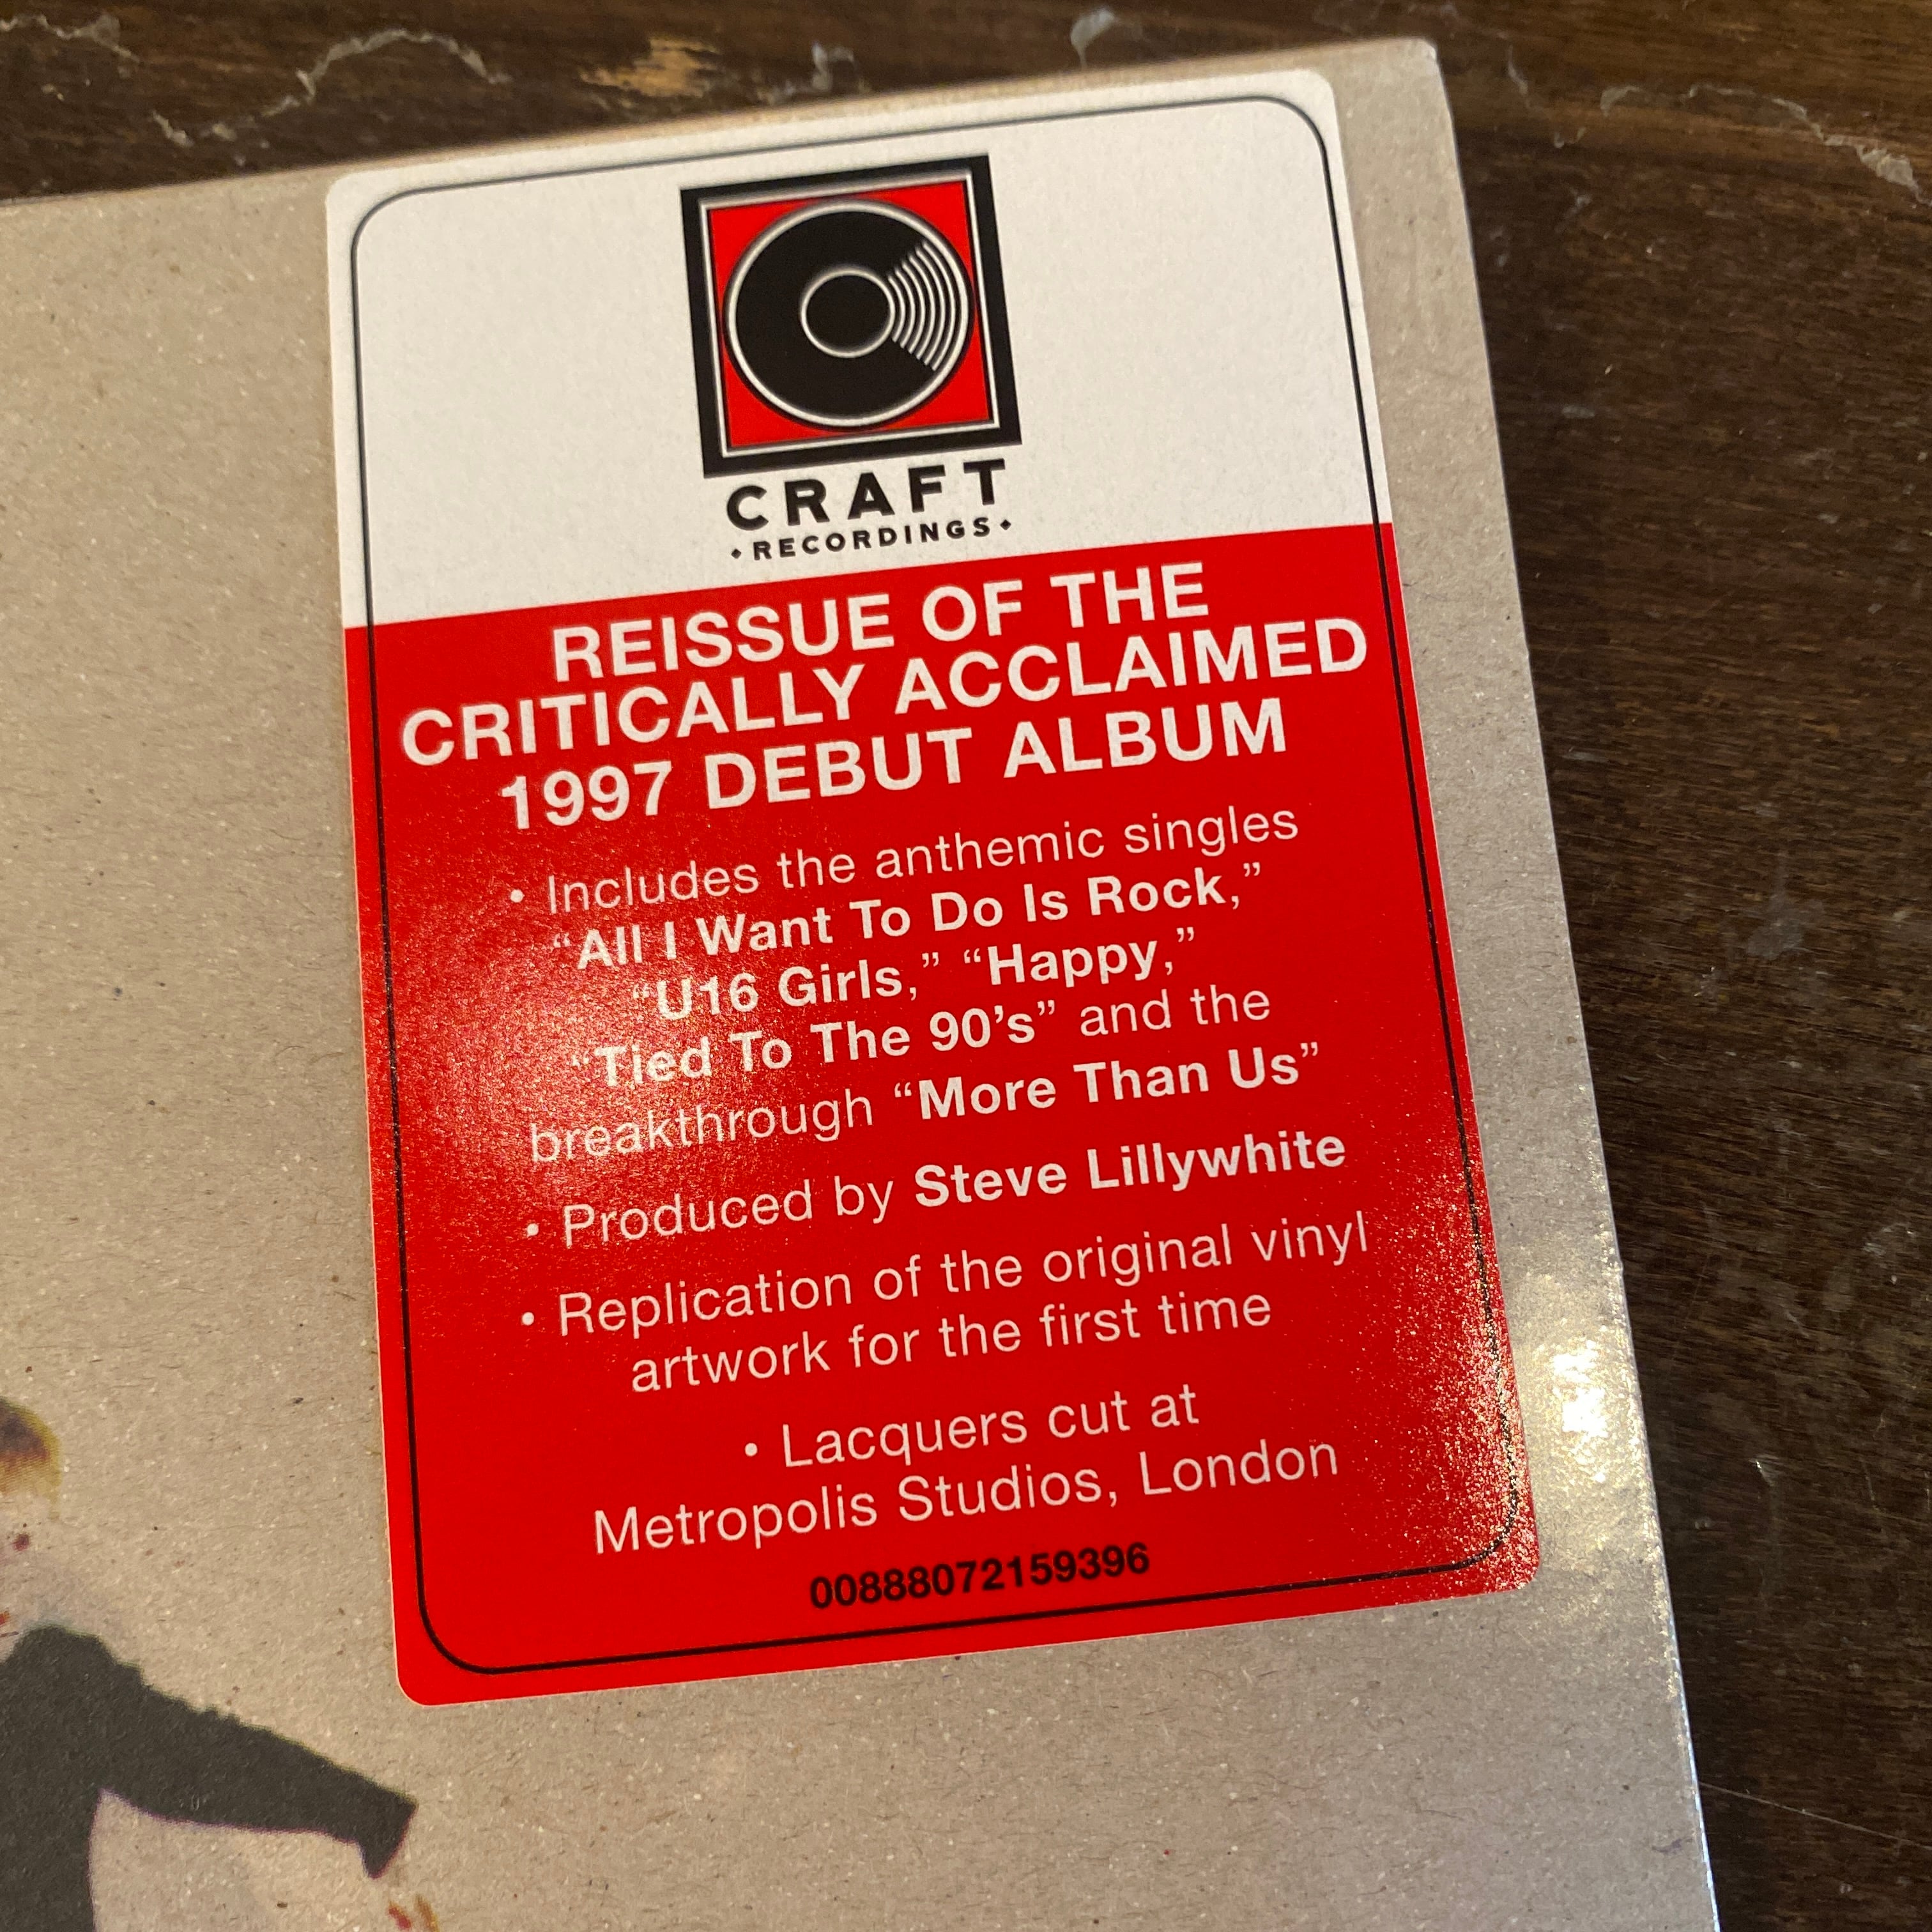 CRAFT
•RECORDINGS•
REISSUE OF THE
CRITICALLY ACCLAIMED
1997 DEBUT ALBUM
• Includes the anthemic singles
“All I Want To Do Is Rock,”
“U16 Girls,” “Happy,”
“Tied To The 90’s” and the
breakthrough “More Than Us”
• Produced by Steve Lillywhite
• Replication of the original vinyl
artwork for the first time
• Lacquers cut at
Metropolis Studios, London
00888072159396